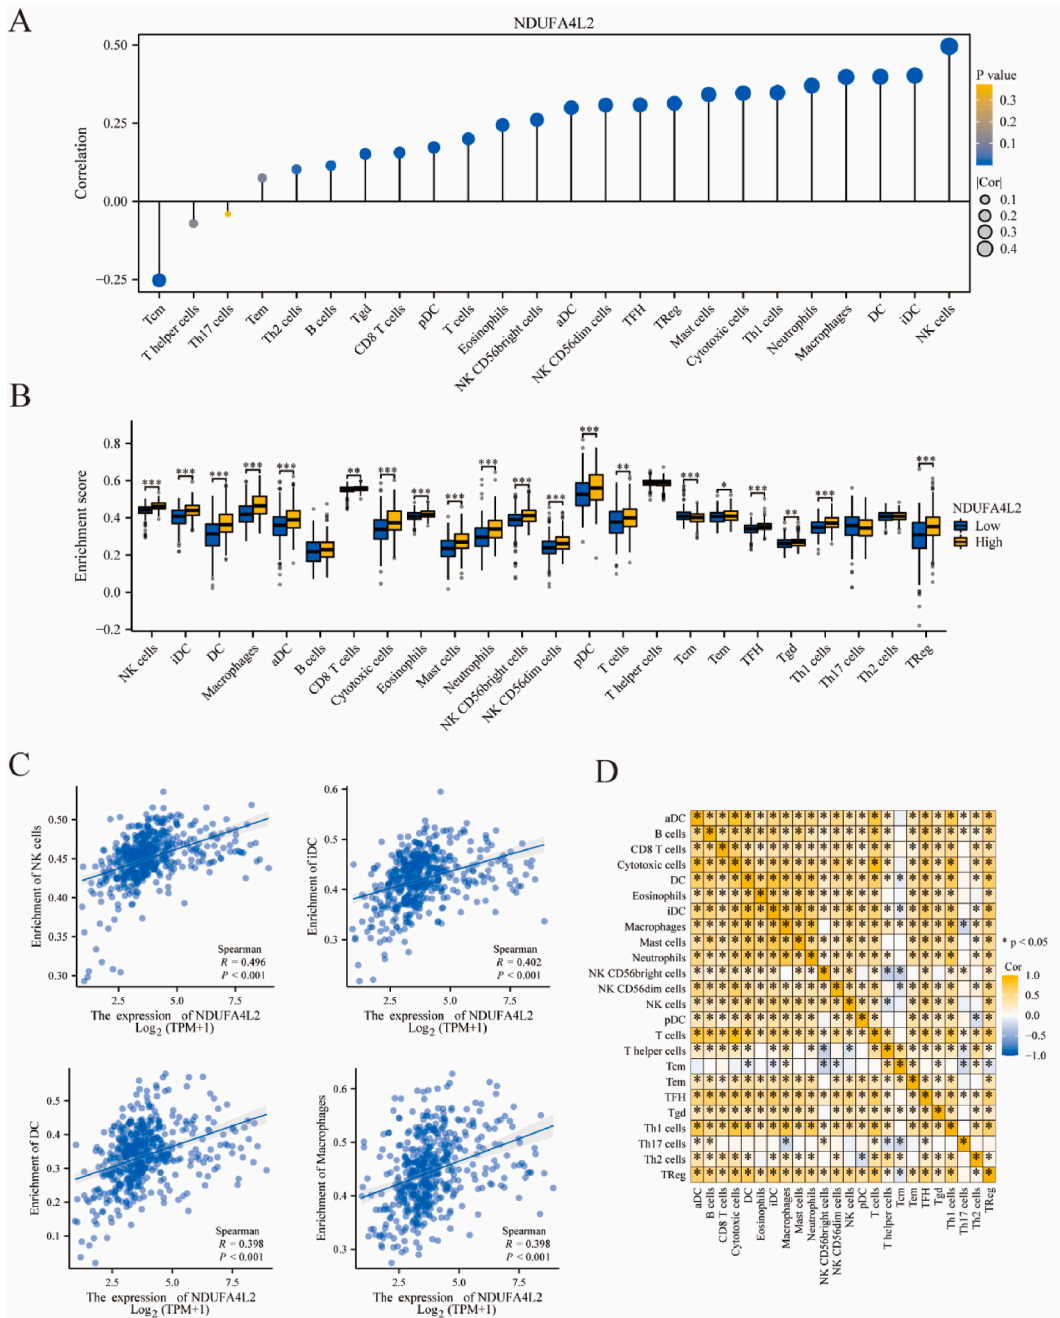 A
NDUFA4L2
0.50
0.25
0.00
−0.25
Correlation
Tcm
T helper cells
Th17 cells
Tem
Th2 cells
B cells
Tgd
CD8 T cells
pDC
T cells
Eosinophils
NK CD56bright cells
aDC
NK CD56dim cells
TFH
TReg
Mast cells
Cytotoxic cells
Th1 cells
Neutrophils
Macrophages
DC
iDC
NK cells
P value
0.3
0.2
0.1
|Cor|
0.1
0.2
0.3
0.4
B
0.8
0.6
0.4
0.2
0.0
−0.2
Enrichment score
*** *** *** *** *** ** *** *** *** *** *** *** *** ** *** * *** ** *** ***
NK cells
iDC
DC
Macrophages
aDC
B cells
CD8 T cells
Cytotoxic cells
Eosinophils
Mast cells
Neutrophils
NK CD56bright cells
NK CD56dim cells
pDC
T cells
T helper cells
Tcm
Tem
TFH
Tgd
Th1 cells
Th17 cells
Th2 cells
TReg
NDUFA4L2
Low
High
C
Enrichment of NK cells
0.50
0.45
0.40
0.35
0.30
Spearman
R = 0.496
P < 0.001
2.5 5.0 7.5
The expression of NDUFA4L2
Log2 (TPM+1)
Enrichment of iDC
0.6
0.5
0.4
0.3
Spearman
R = 0.402
P < 0.001
2.5 5.0 7.5
The expression of NDUFA4L2
Log2 (TPM+1)
Enrichment of DC
0.5
0.4
0.3
0.2
0.1
Spearman
R = 0.398
P < 0.001
2.5 5.0 7.5
The expression of NDUFA4L2
Log2 (TPM+1)
Enrichment of Macrophages
0.6
0.5
0.4
0.3
Spearman
R = 0.398
P < 0.001
2.5 5.0 7.5
The expression of NDUFA4L2
Log2 (TPM+1)
D
aDC
B cells
CD8 T cells
Cytotoxic cells
DC
Eosinophils
iDC
Macrophages
Mast cells
Neutrophils
NK CD56bright cells
NK CD56dim cells
NK cells
pDC
T cells
T helper cells
Tcm
Tem
TFH
Tgd
Th1 cells
Th17 cells
Th2 cells
TReg
aDC
B cells
CD8 T cells
Cytotoxic cells
DC
Eosinophils
iDC
Macrophages
Mast cells
Neutrophils
NK CD56bright cells
NK CD56dim cells
NK cells
pDC
T cells
T helper cells
Tcm
Tem
TFH
Tgd
Th1 cells
Th17 cells
Th2 cells
TReg
* p < 0.05
Cor
1.0
0.5
0.0
−0.5
−1.0